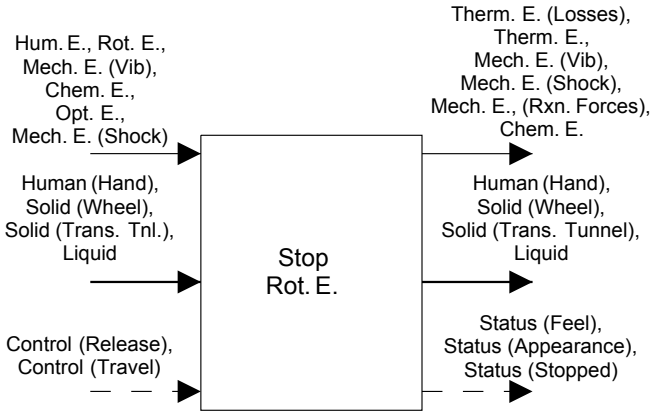 Hum. E., Rot. E.,
Mech. E. (Vib),
Chem. E.,
Opt. E.,
Mech. E. (Shock)
Human (Hand),
Solid (Wheel),
Solid (Trans. Tnl.),
Liquid
Control (Release),
Control (Travel)
Stop
Rot. E.
Therm. E. (Losses),
Therm. E.,
Mech. E. (Vib),
Mech. E. (Shock),
Mech. E., (Rxn. Forces),
Chem. E.
Human (Hand),
Solid (Wheel),
Solid (Trans. Tunnel),
Liquid
Status (Feel),
Status (Appearance),
Status (Stopped)